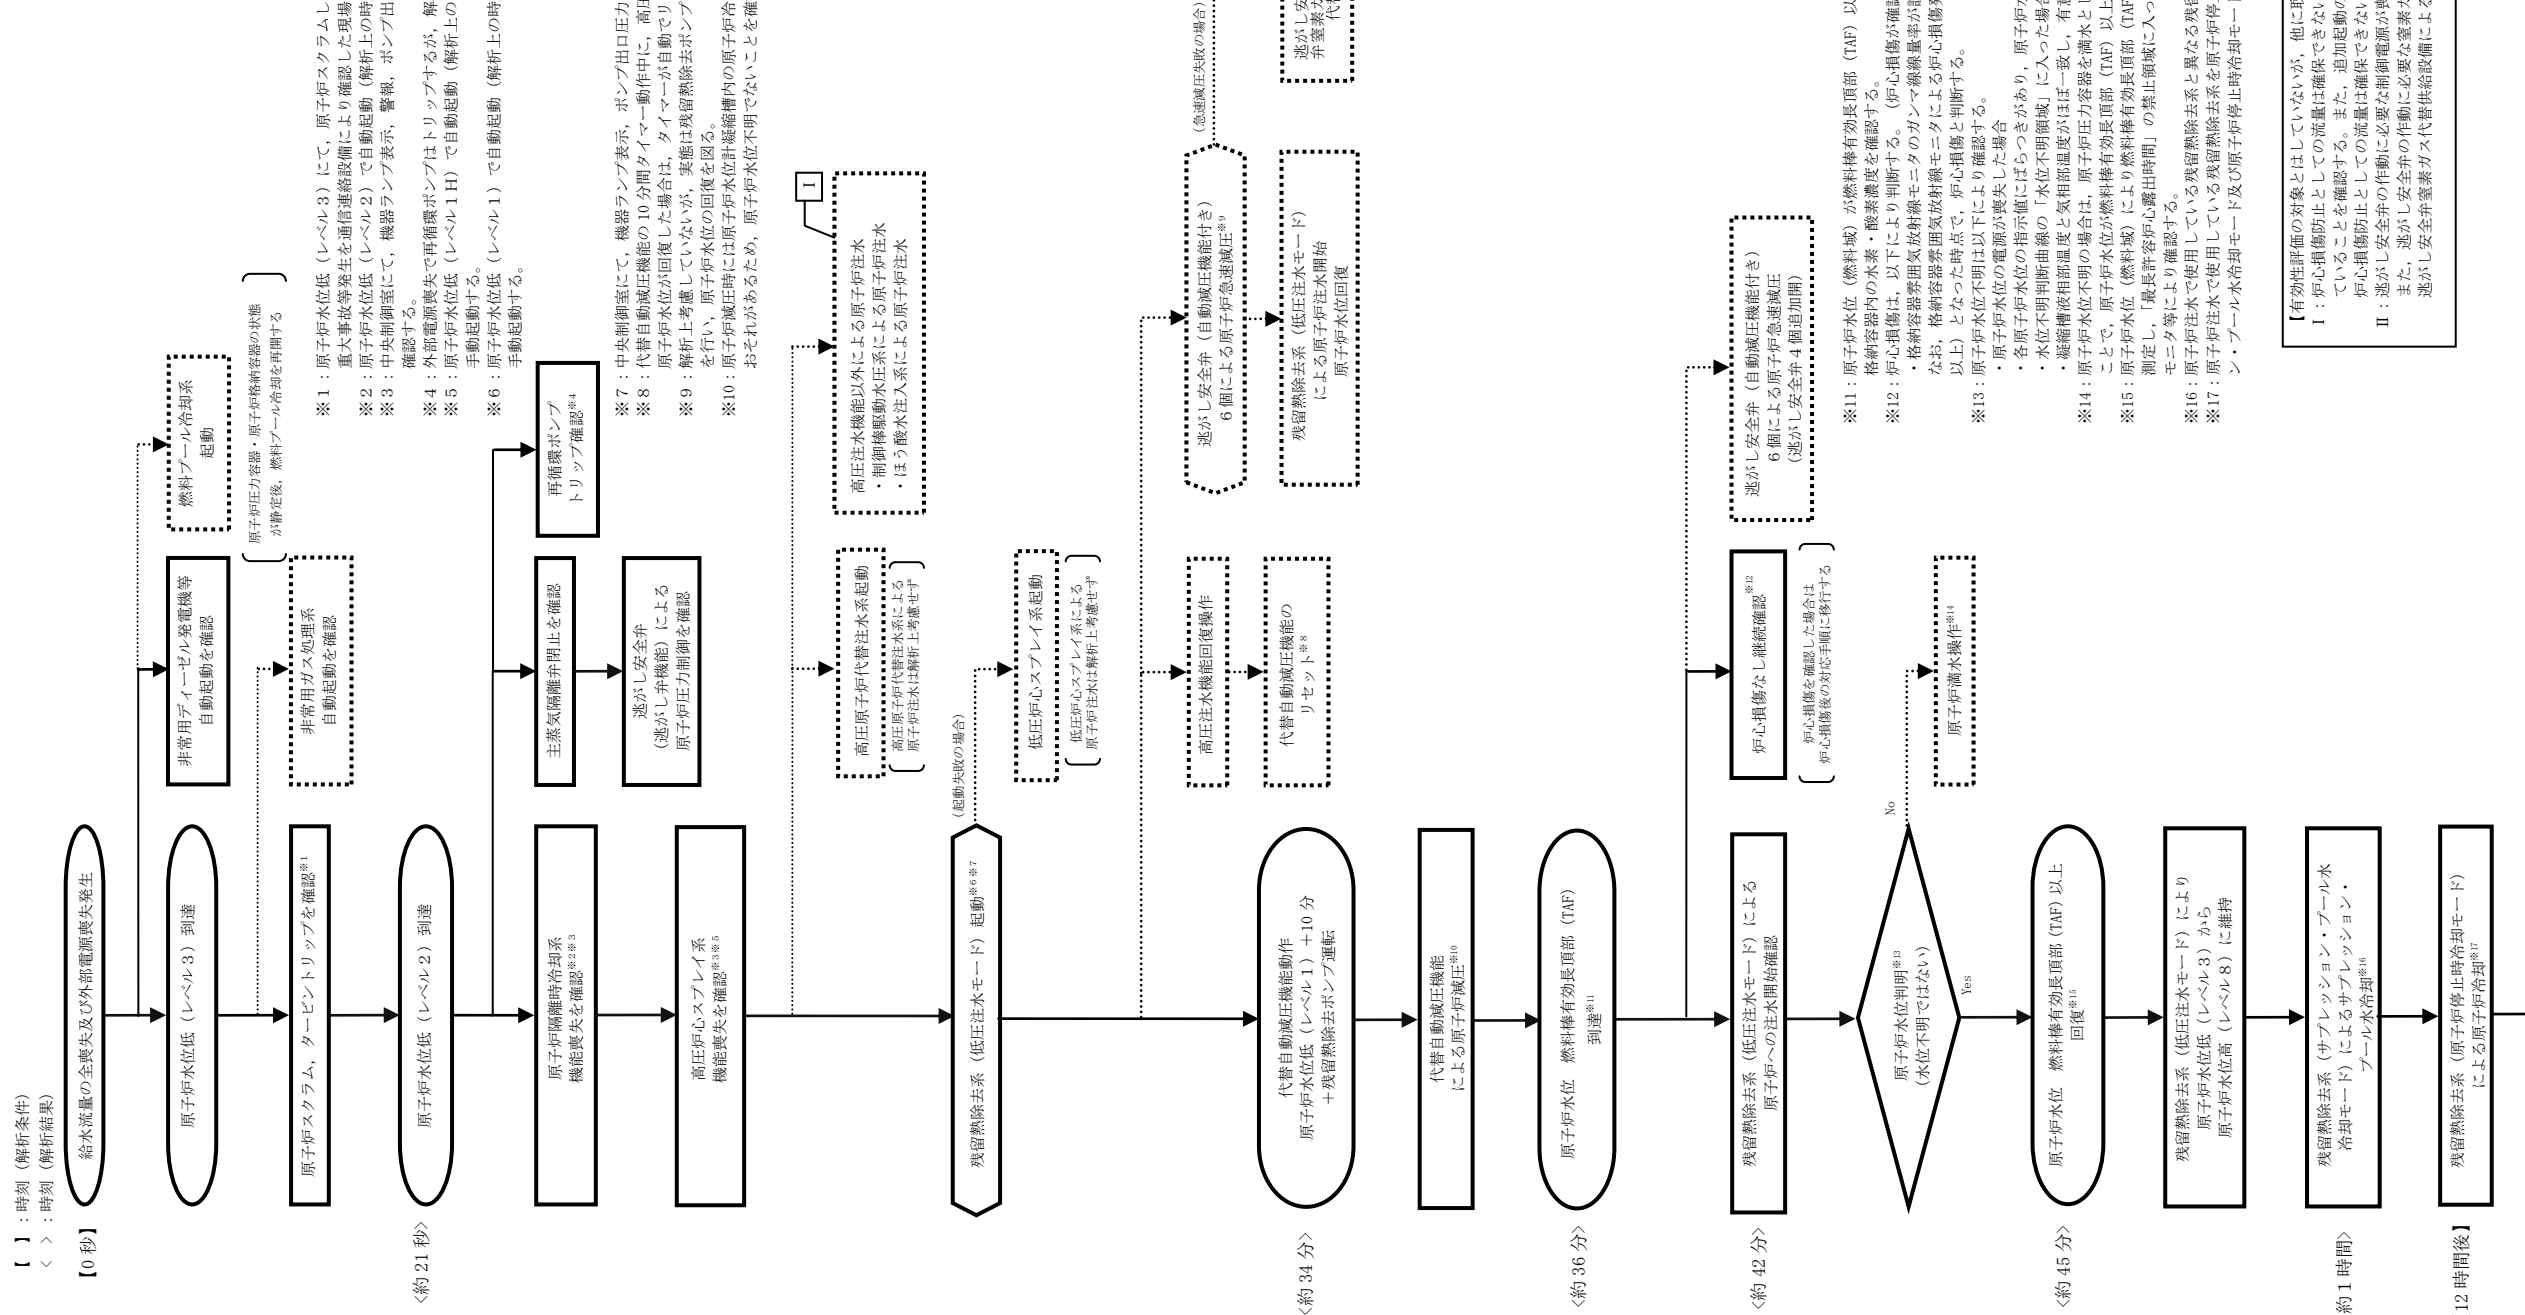 【　】：時刻（解析条件）
＜　＞：時刻（解析結果）
【0 秒】
給水流量の全喪失及び外部電源喪失発生
原子炉水位低（レベル３）到達
非常用ディーゼル発電機等
自動起動を確認
燃料プール冷却系
起動
原子炉圧力容器・原子炉格納容器の状態
が静定後，燃料プール冷却を再開する
原子炉スクラム，タービントリップを確認※１
非常用ガス処理系
自動起動を確認
＜約 21 秒＞
原子炉水位低（レベル２）到達
原子炉隔離時冷却系
機能喪失を確認※２※３
主蒸気隔離弁閉止を確認
再循環ポンプ
トリップ確認※４
逃がし安全弁
（逃がし弁機能）による
原子炉圧力制御を確認
高圧炉心スプレイ系
機能喪失を確認※３※５
高圧原子炉代替注水系起動
高圧原子炉代替注水系による
原子炉注水は解析上考慮せず
Ⅰ
高圧注水機能以外による原子炉注水
・制御棒駆動水圧系による原子炉注水
・ほう酸水注入系による原子炉注水
残留熱除去系（低圧注水モード）起動※６※７
（起動失敗の場合）
低圧炉心スプレイ系起動
低圧炉心スプレイ系による
原子炉注水は解析上考慮せず
高圧注水機能回復操作
代替自動減圧機能の
リセット※８
逃がし安全弁（自動減圧機能付き）
６個による原子炉急速減圧※９
（急速減圧失敗の場合）
残留熱除去系（低圧注水モード）
による原子炉注水開始
原子炉水位回復
逃がし安
弁窒素ガ
代替
＜約 34 分＞
代替自動減圧機能動作
原子炉水位低（レベル１）＋10 分
＋残留熱除去ポンプ運転
代替自動減圧機能
による原子炉減圧※10
＜約 36 分＞
原子炉水位　燃料棒有効長頂部（TAF）
到達※11
＜約 42 分＞
残留熱除去系（低圧注水モード）による
原子炉への注水開始確認
炉心損傷なし継続確認※12
炉心損傷を確認した場合は
炉心損傷後の対応手順に移行する
逃がし安全弁（自動減圧機能付き）
６個による原子炉急速減圧
（逃がし安全弁４個追加開）
原子炉水位判明※13
（水位不明ではない）
No
Yes
原子炉満水操作※14
＜約 45 分＞
原子炉水位　燃料棒有効長頂部（TAF）以上
回復※15
残留熱除去系（低圧注水モード）により
原子炉水位低（レベル３）から
原子炉水位高（レベル８）に維持
約 1 時間＞
残留熱除去系（サプレッション・プール水
冷却モード）によるサプレッション・
プール水冷却※16
12 時間後】
残留熱除去系（原子炉停止時冷却モード）
による原子炉冷却※17
※１：原子炉水位低（レベル３）にて，原子炉スクラムし
重大事故等発生を通信連絡設備により確認した現場
※２：原子炉水位低（レベル２）で自動起動（解析上の時
※３：中央制御室にて，機器ランプ表示，警報，ポンプ出
確認する。
※４：外部電源喪失で再循環ポンプはトリップするが，解
※５：原子炉水位低（レベル１Ｈ）で自動起動（解析上の
手動起動する。
※６：原子炉水位低（レベル１）で自動起動（解析上の時
手動起動する。
※７：中央制御室にて，機器ランプ表示，ポンプ出口圧力
※８：代替自動減圧機能の 10 分間タイマー動作中に，高圧
原子炉水位が回復した場合は，タイマーが自動でリ
※９：解析上考慮していないが，実態は残留熱除去ポンプ
を行い，原子炉水位の回復を図る。
※10：原子炉減圧時には原子炉水位計凝縮槽内の原子炉冷
おそれがあるため，原子炉水位不明でないことを確
※11：原子炉水位（燃料域）が燃料棒有効長頂部（TAF）以
格納容器内の水素・酸素濃度を確認する。
※12：炉心損傷は，以下により判断する。（炉心損傷が確認
・格納容器雰囲気放射線モニタのガンマ線線量率が設
なお，格納容器雰囲気放射線モニタによる炉心損傷発
以上）となった時点で，炉心損傷と判断する。
※13：原子炉水位不明は以下により確認する。
・原子炉水位の電源が喪失した場合
・各原子炉水位の指示値にばらつきがあり，原子炉水
・水位不明判断曲線の「水位不明領域」に入った場合
・凝縮槽液相部温度と気相部温度がほぼ一致し，有意
※14：原子炉水位不明の場合は，原子炉圧力容器を満水とし
ことで，原子炉水位が燃料棒有効長頂部（TAF）以上
※15：原子炉水位（燃料域）により燃料棒有効長頂部（TAF
測定し，「最長許容炉心露出時間」の禁止領域に入っ
モニタ等により確認する。
※16：原子炉注水で使用している残留熱除去系と異なる残留
※17：原子炉注水で使用している残留熱除去系を原子炉停
ン・プール水冷却モード及び原子炉停止時冷却モード
【有効性評価の対象とはしていないが，他に取
Ⅰ：炉心損傷防止としての流量は確保できない
ていることを確認する。また，追加起動の
炉心損傷防止としての流量は確保できない
Ⅱ：逃がし安全弁の作動に必要な制御電源が喪
また，逃がし安全弁の作動に必要な窒素ガ
逃がし安全弁窒素ガス代替供給設備による